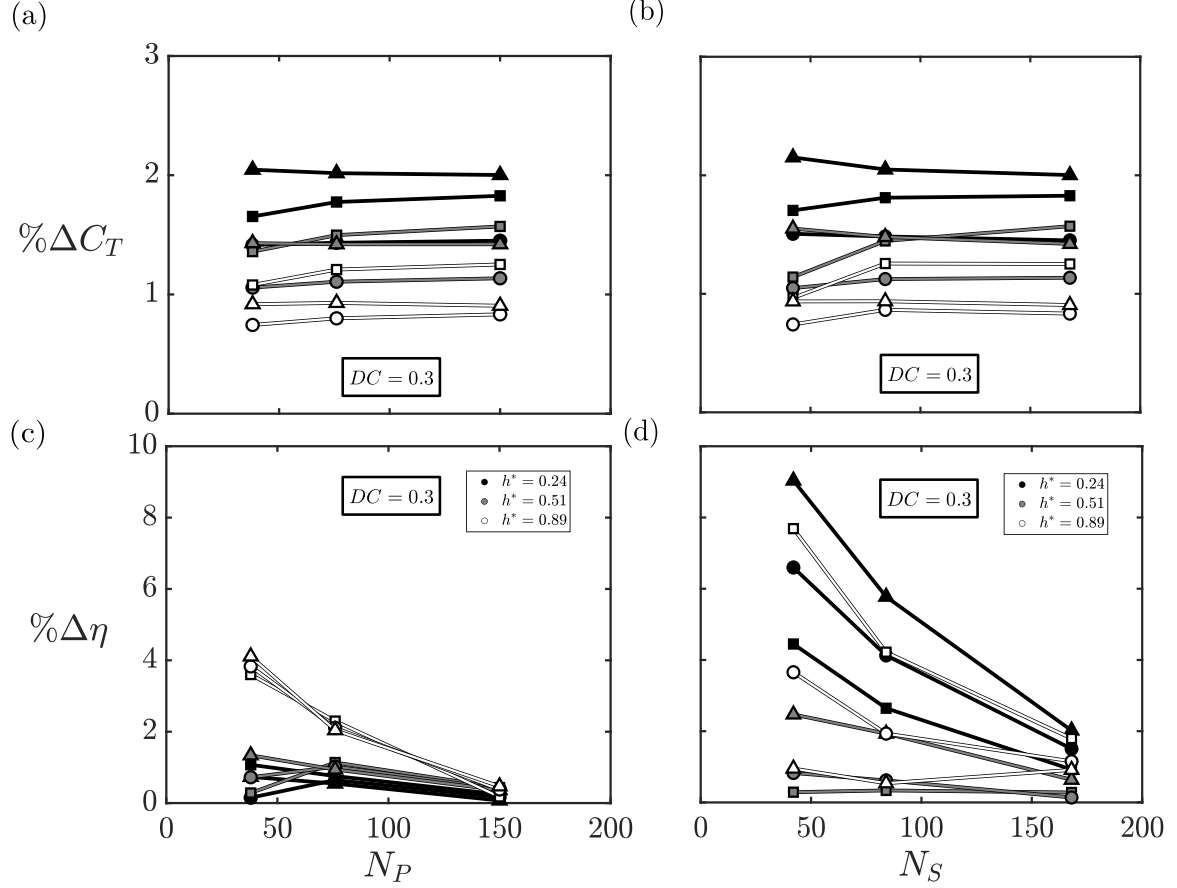 (a)
(b)
3
2
1
0
%ΔC_T
DC = 0.3
DC = 0.3
(c)
(d)
10
8
6
4
2
0
%Δη
DC = 0.3
h* = 0.24
h* = 0.51
h* = 0.89
DC = 0.3
h* = 0.24
h* = 0.51
h* = 0.89
0 50 100 150 200
0 50 100 150 200
N_P
N_S